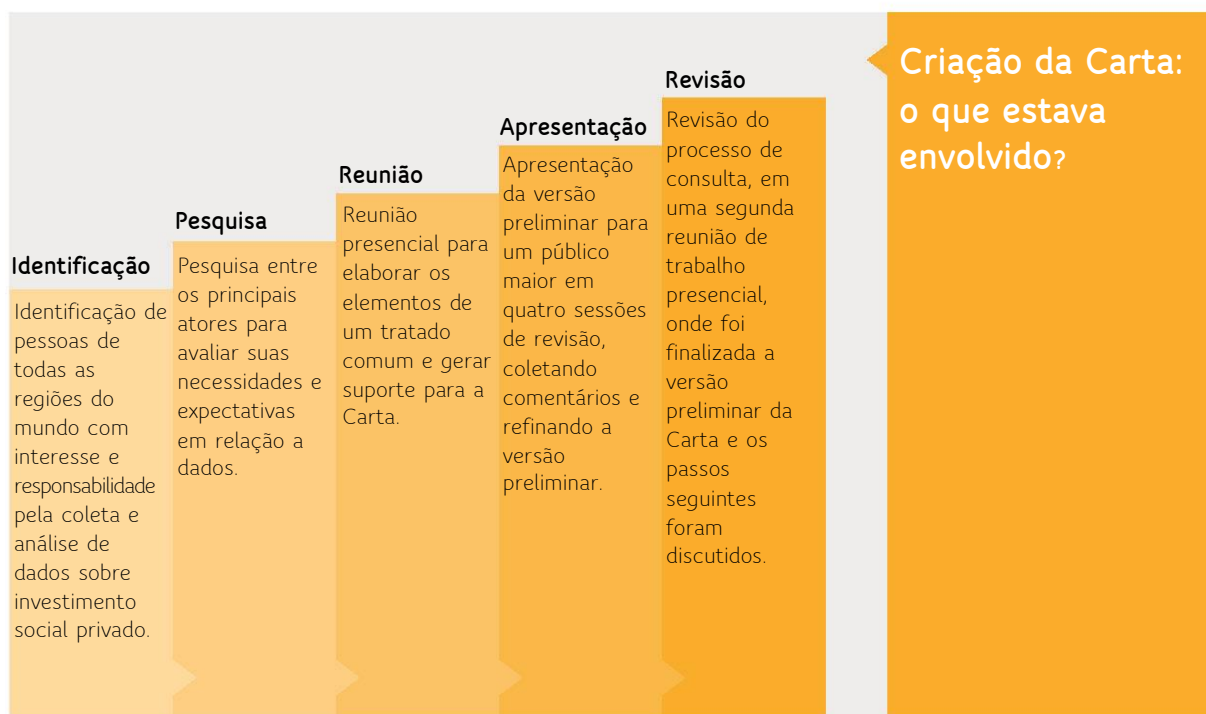 Criação da Carta:
o que estava
envolvido?
Identificação
Identificação de
pessoas de
todas as
regiões do
mundo com
interesse e
responsabilidade
pela coleta e
análise de
dados sobre
investimento
social privado.
Pesquisa
Pesquisa entre
os principais
atores para
avaliar suas
necessidades e
expectativas
em relação a
dados.
Reunião
Reunião
presencial para
elaborar os
elementos de
um tratado
comum e gerar
suporte para a
Carta.
Apresentação
Apresentação
da versão
preliminar para
um público
maior em
quatro sessões
de revisão,
coletando
comentários e
refinando a
versão
preliminar.
Revisão
Revisão do
processo de
consulta, em
uma segunda
reunião de
trabalho
presencial,
onde foi
finalizada a
versão
preliminar da
Carta e os
passos
seguintes
foram
discutidos.